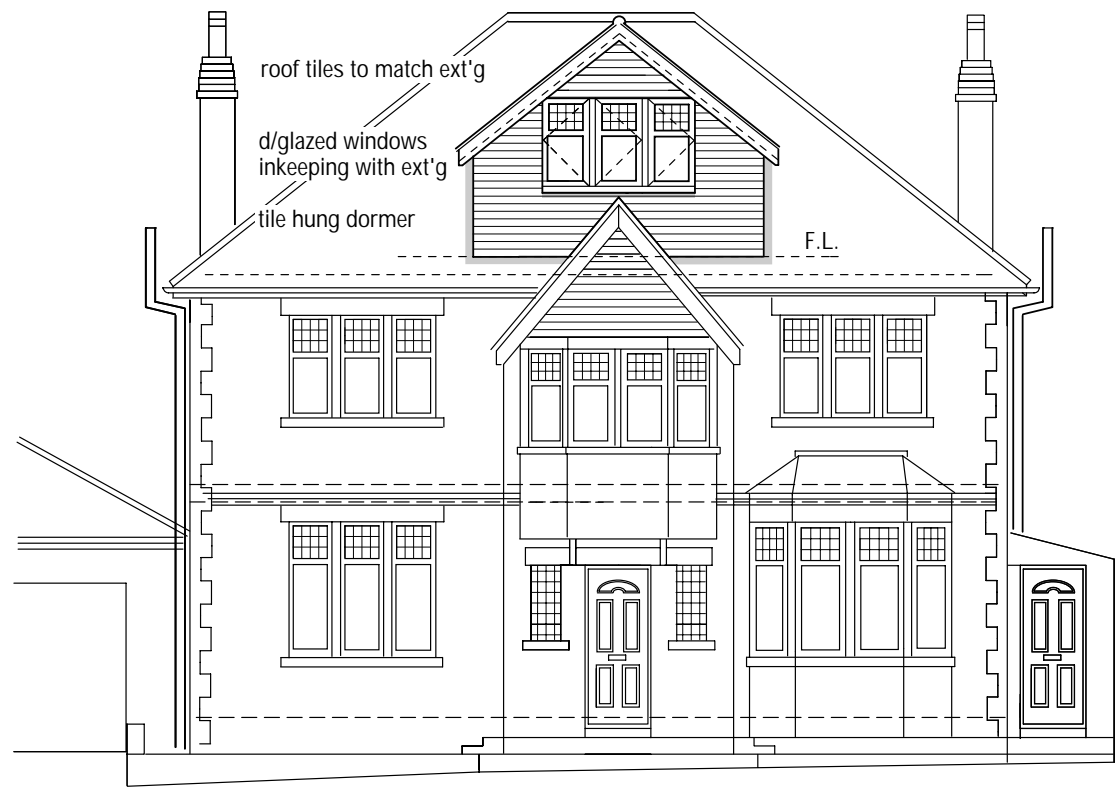 roof tiles to match ext'g
d/glazed windows
inkeeping with ext'g
tile hung dormer
F.L.